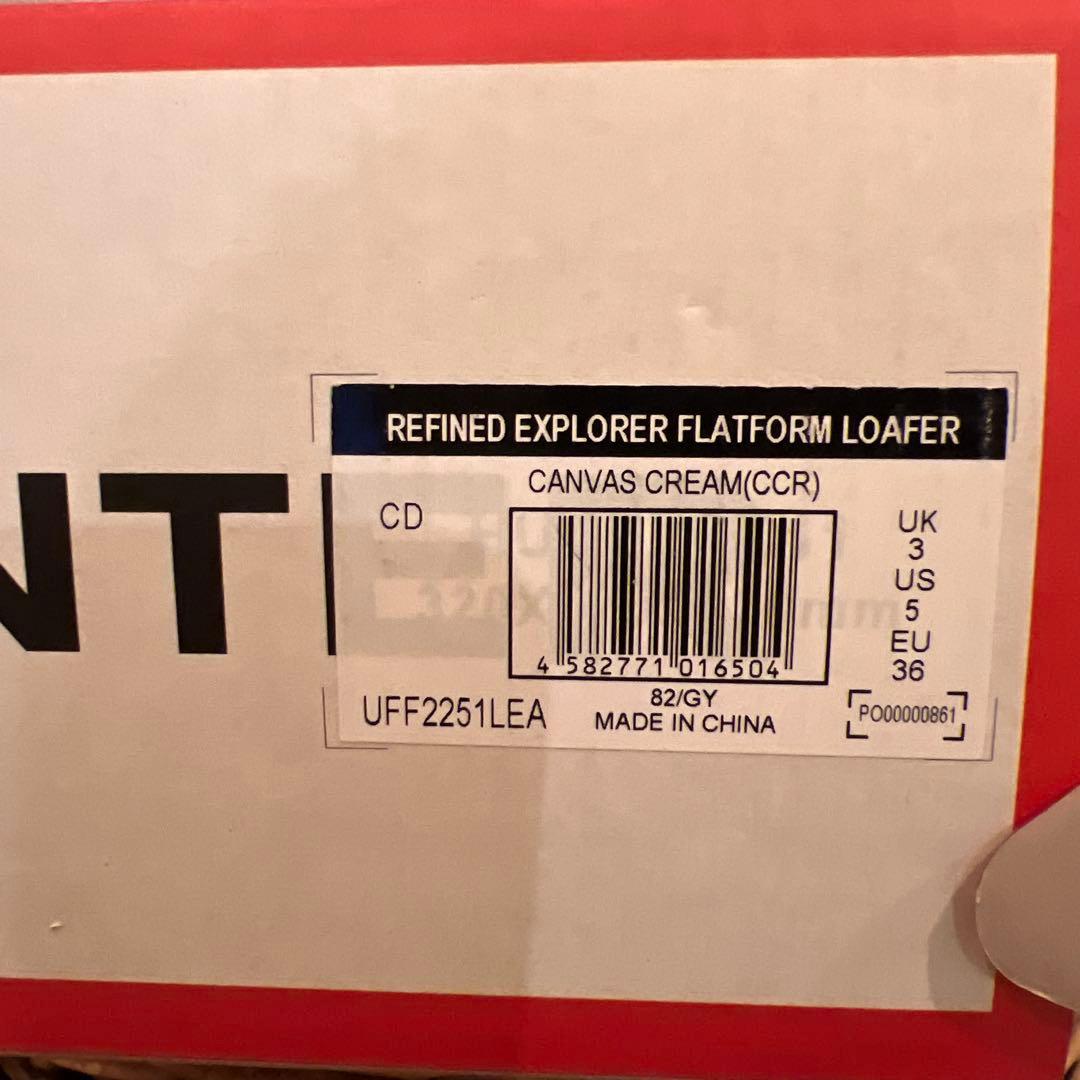 NT
REFINED EXPLORER FLATFORM LOAFER
CANVAS CREAM(CCR)
CD
UK
3
US
5
EU
36
4 582771 016504
82/GY
UFF2251LEA
MADE IN CHINA
PO00000861